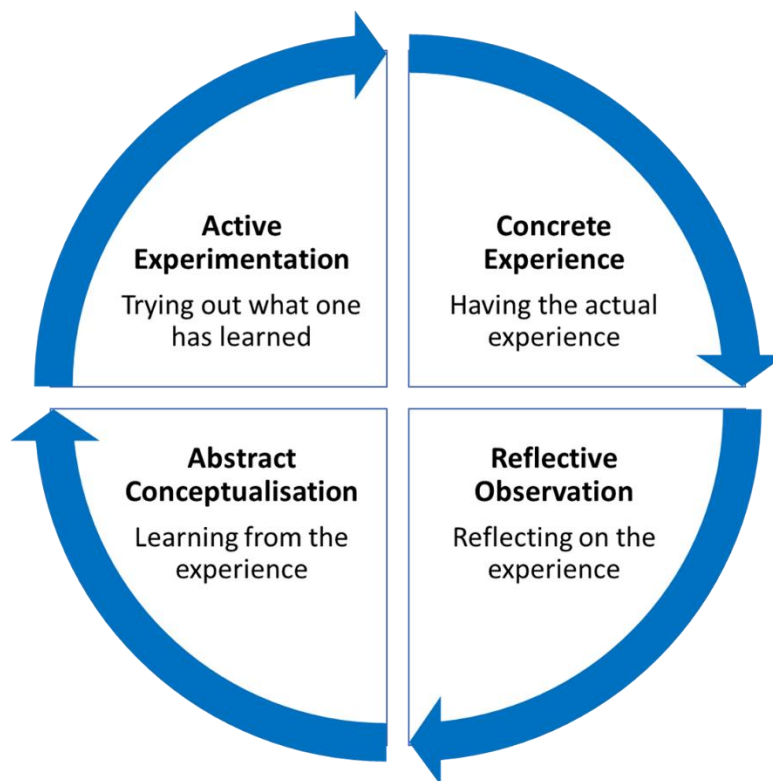 Active
Experimentation
Trying out what one
has learned
Concrete
Experience
Having the actual
experience
Abstract
Conceptualisation
Learning from the
experience
Reflective
Observation
Reflecting on the
experience